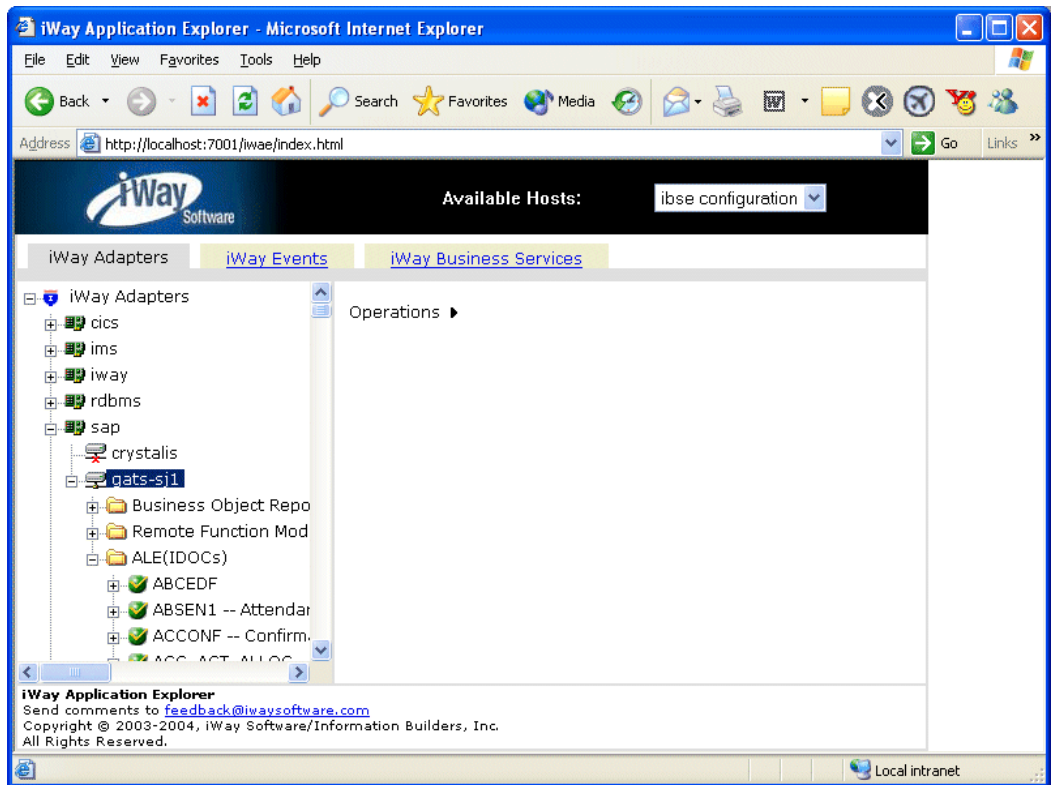 iWay Application Explorer - Microsoft Internet Explorer
File Edit View Favorites Tools Help
Back Search Favorites Media
Address http://localhost:7001/iwae/index.html Go Links »
iWay Software
Available Hosts: ibse configuration
iWay Adapters iWay Events iWay Business Services
iWay Adapters
Operations
cics
ims
iway
rdbms
sap
crystalis
gats-sj1
Business Object Repo
Remote Function Mod
ALE(IDOCs)
ABCEDF
ABSEN1 -- Attendar
ACCONF -- Confirm.
iWay Application Explorer
Send comments to feedback@iwaysoftware.com
Copyright © 2003-2004, iWay Software/Information Builders, Inc.
All Rights Reserved.
Local intranet